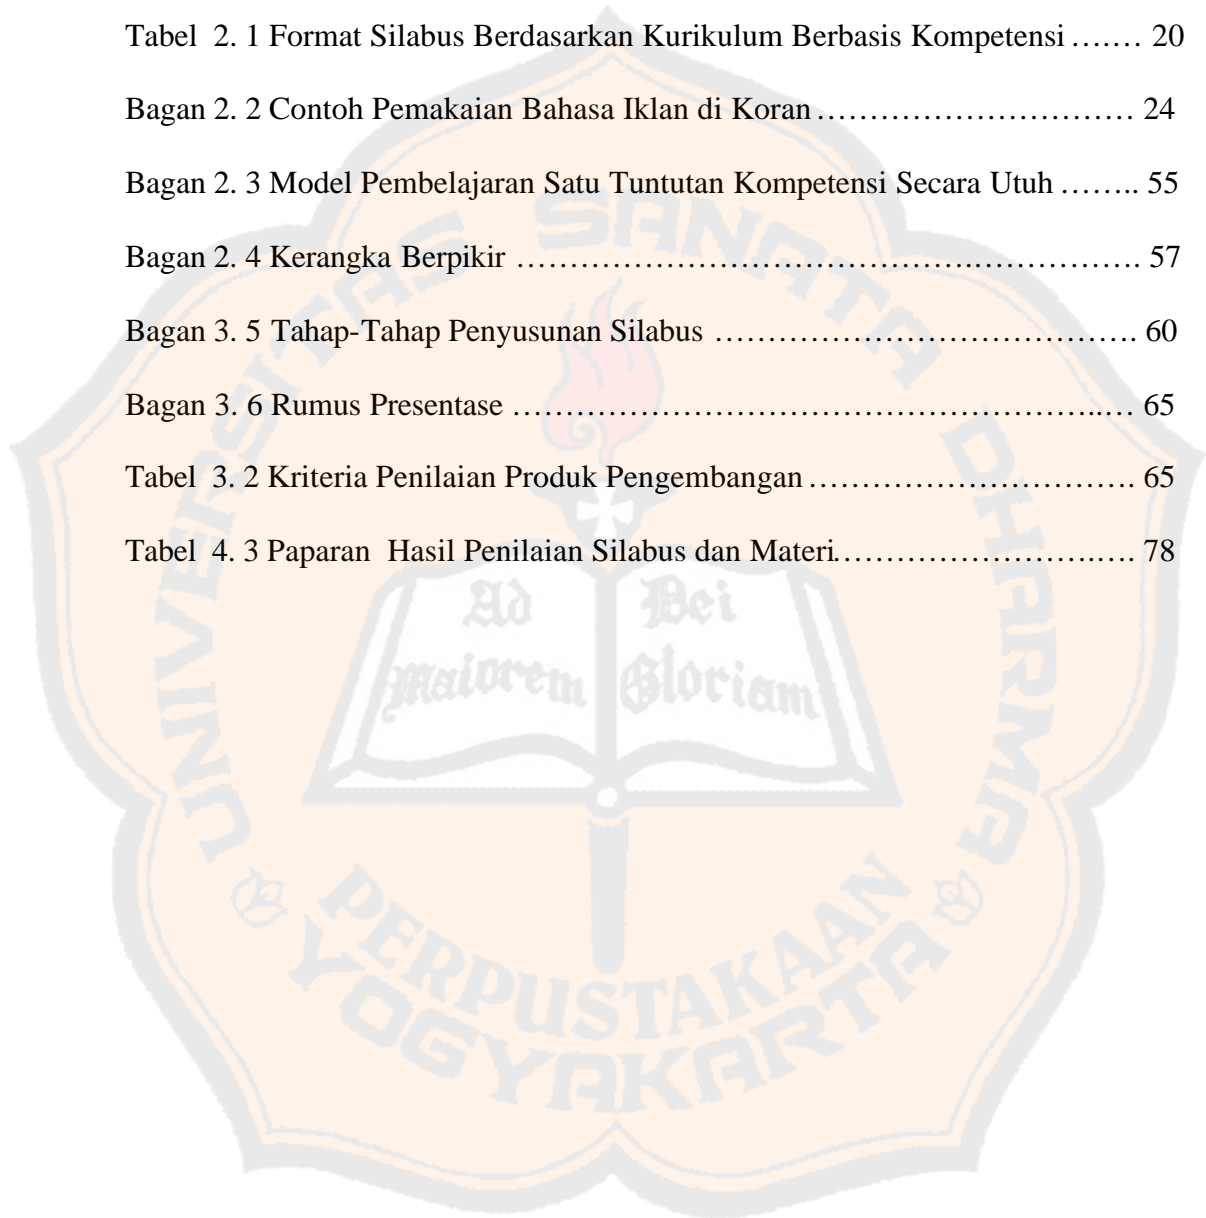 Tabel 2. 1 Format Silabus Berdasarkan Kurikulum Berbasis Kompetensi ....… 20
Bagan 2. 2 Contoh Pemakaian Bahasa Iklan di Koran ………………………… 24
Bagan 2. 3 Model Pembelajaran Satu Tuntutan Kompetensi Secara Utuh …….. 55
Bagan 2. 4 Kerangka Berpikir …………………………………….……………. 57
Bagan 3. 5 Tahap-Tahap Penyusunan Silabus …………………………………. 60
Bagan 3. 6 Rumus Presentase ………………………………………………..… 65
Tabel 3. 2 Kriteria Penilaian Produk Pengembangan …………………………. 65
Tabel 4. 3 Paparan Hasil Penilaian Silabus dan Materi.…………………….…. 78
UNIVERSITAS SANATA DHARMA
Ad Dei
Maiorem Gloriam
PERPUSTAKAAN
YOGYAKARTA